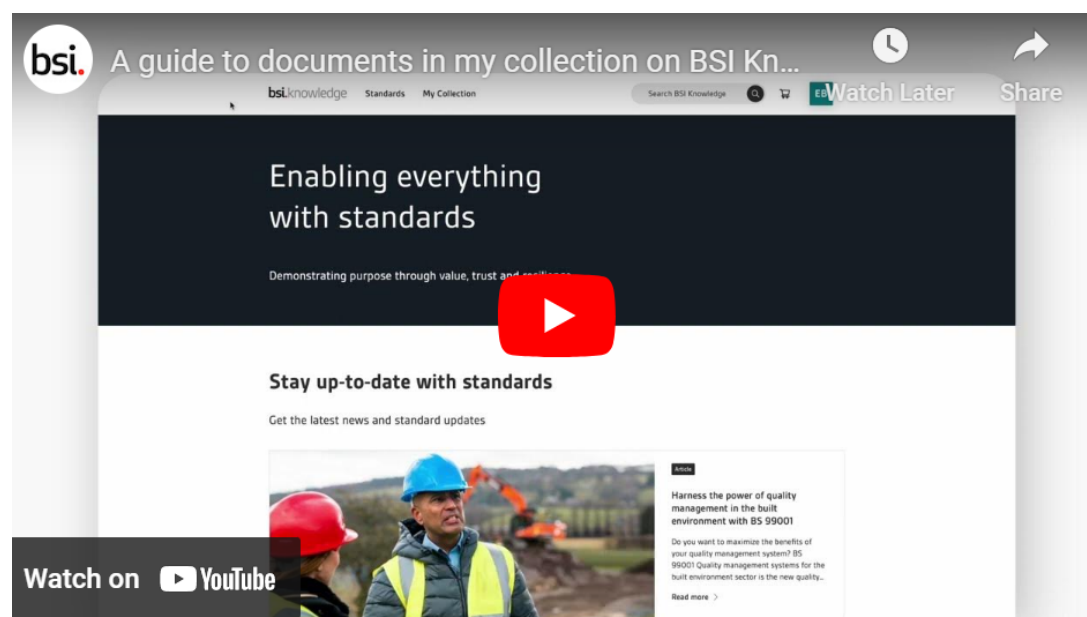 bsi.
A guide to documents in my collection on BSI Kn...
Watch Later
Share
bsi.knowledge
Standards
My Collection
Search BSI Knowledge
Enabling everything
with standards
Demonstrating purpose through value, trust and resilience
Stay up-to-date with standards
Get the latest news and standard updates
Article
Harness the power of quality
management in the built
environment with BS 99001
Do you want to maximize the benefits of
your quality management system? BS
99001 Quality management systems for the
built environment sector is the new quality...
Read more
Watch on YouTube